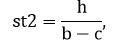 st2 = h / (b − c),